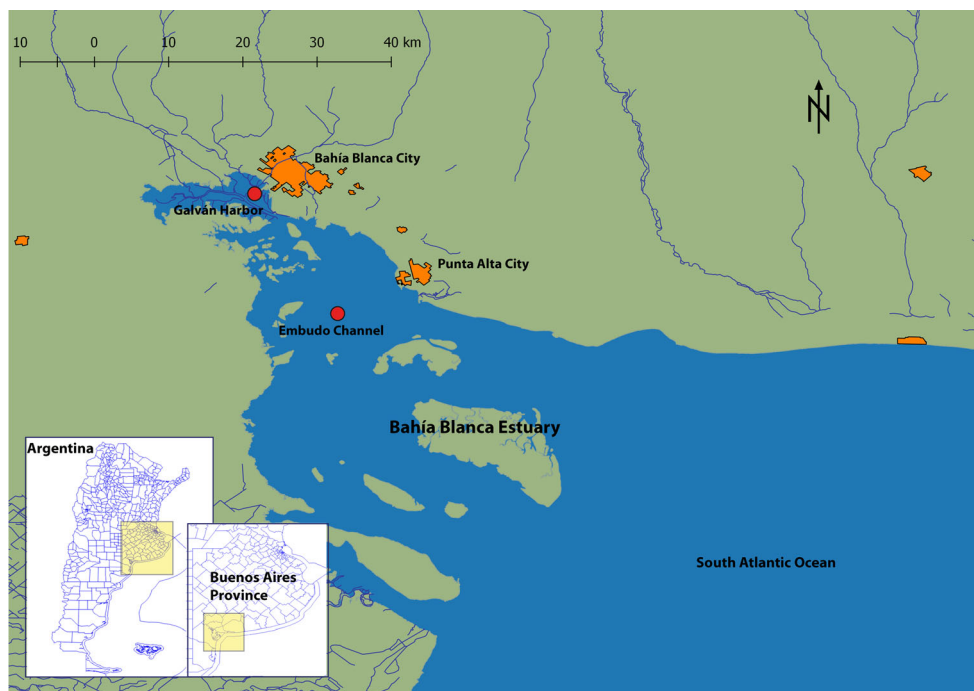 10 0 10 20 30 40 km
N
Bahía Blanca City
Galván Harbor
Punta Alta City
Embudo Channel
Bahía Blanca Estuary
Argentina
South Atlantic Ocean
Buenos Aires
Province